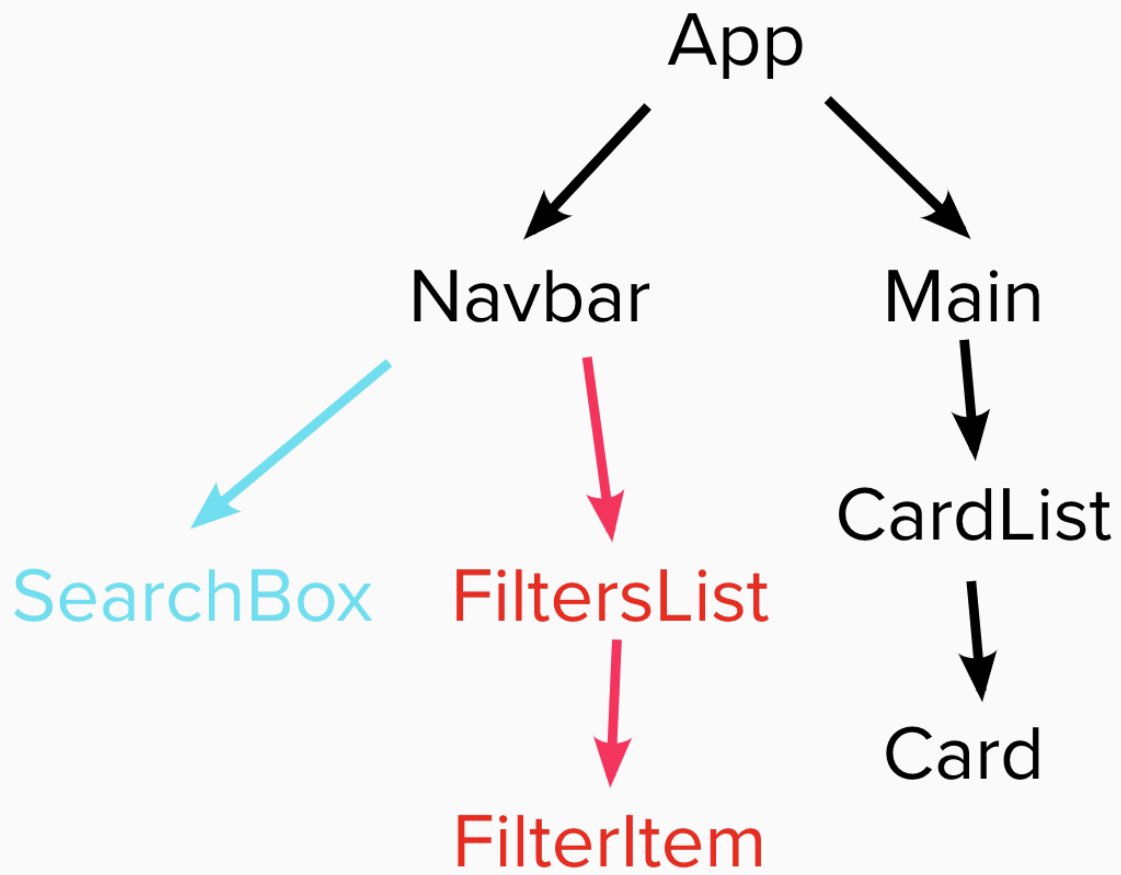 App
Navbar
Main
CardList
SearchBox
FiltersList
Card
FilterItem